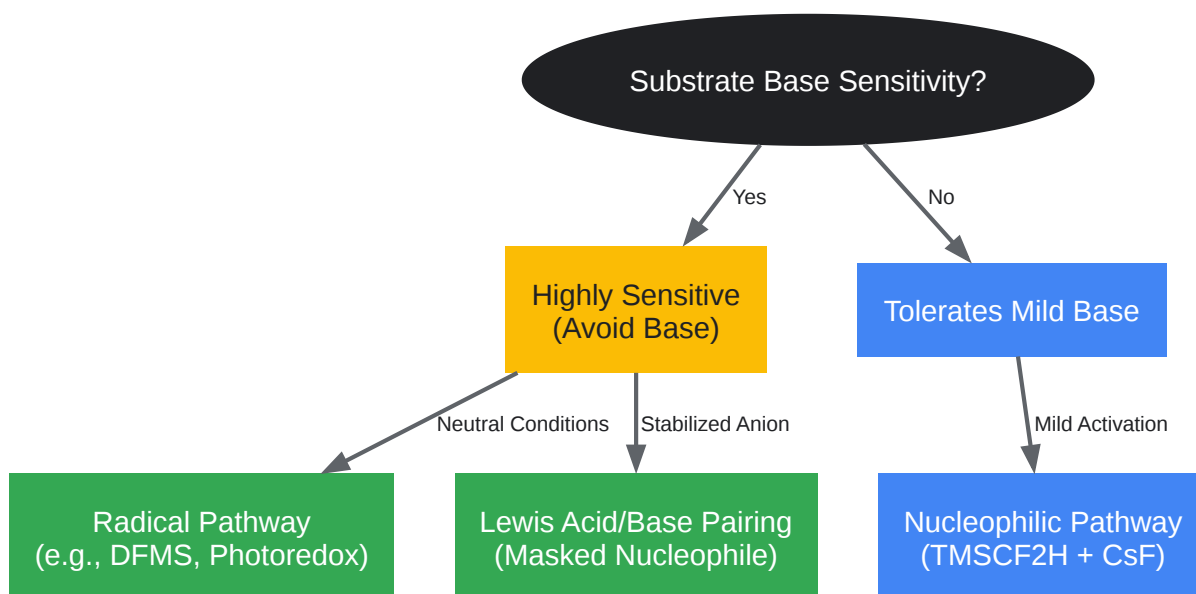 Substrate Base Sensitivity?
Yes
No
Highly Sensitive
(Avoid Base)
Tolerates Mild Base
Neutral Conditions
Stabilized Anion
Mild Activation
Radical Pathway
(e.g., DFMS, Photoredox)
Lewis Acid/Base Pairing
(Masked Nucleophile)
Nucleophilic Pathway
(TMSCF2H + CsF)